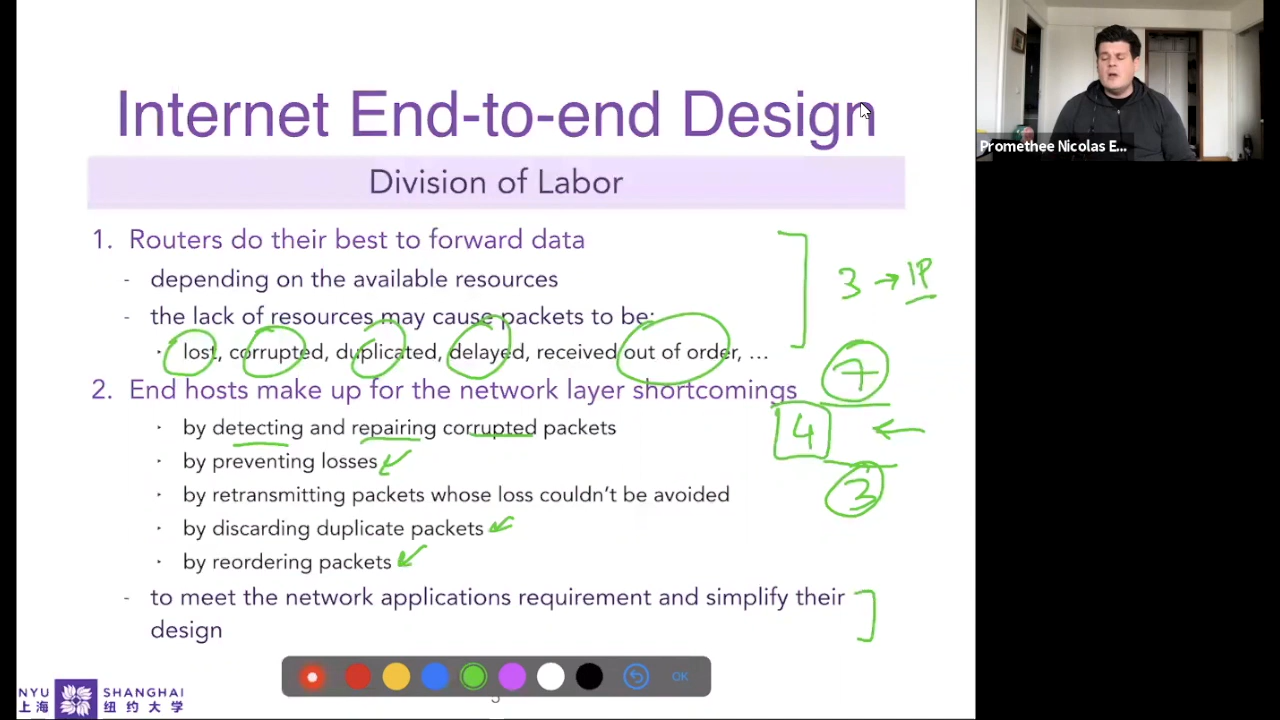 Internet End-to-end Design
Division of Labor
1. Routers do their best to forward data
- depending on the available resources
- the lack of resources may cause packets to be:
‣ lost, corrupted, duplicated, delayed, received out of order, …
3 → IP
2. End hosts make up for the network layer shortcomings
‣ by detecting and repairing corrupted packets
‣ by preventing losses
‣ by retransmitting packets whose loss couldn't be avoided
‣ by discarding duplicate packets
‣ by reordering packets
7
4 ←
3
- to meet the network applications requirement and simplify their
design
OK
NYU SHANGHAI
上海 纽约大学
Promethee Nicolas E...